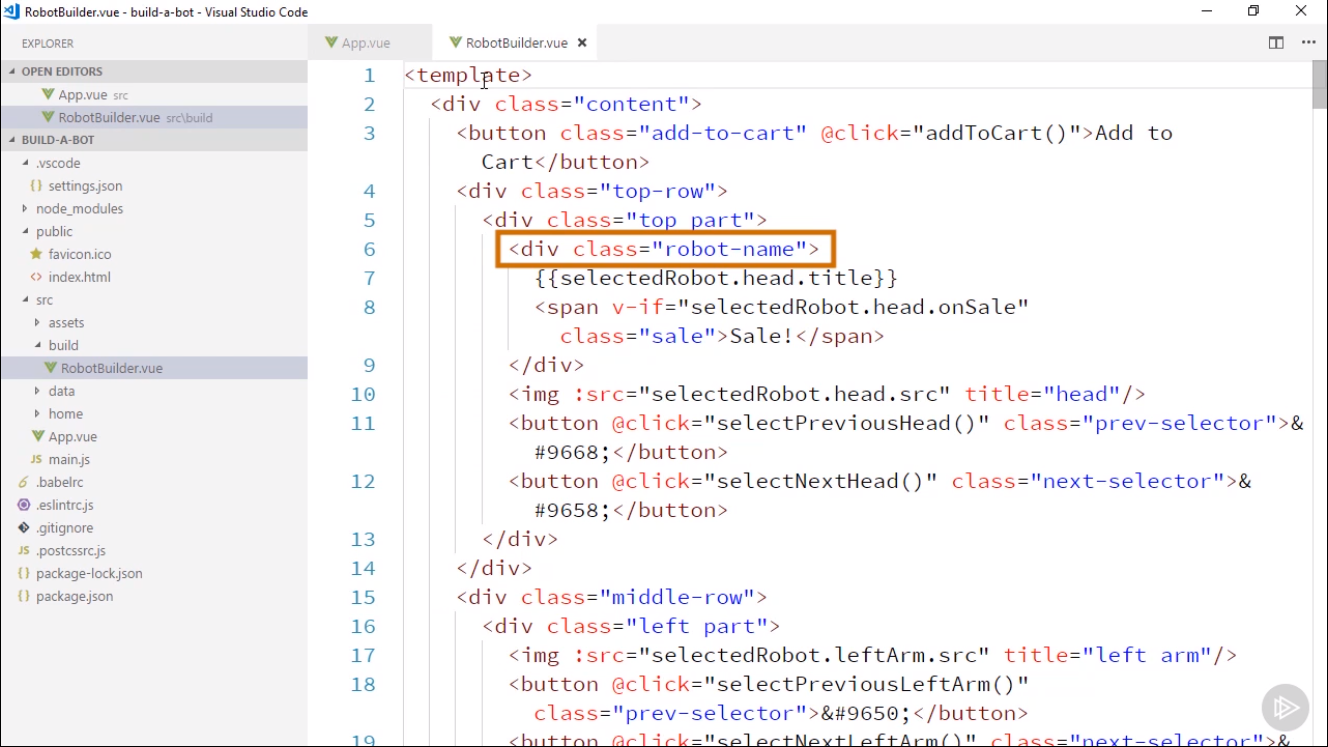 RobotBuilder.vue - build-a-bot - Visual Studio Code
EXPLORER
OPEN EDITORS
App.vue src
RobotBuilder.vue src\build
BUILD-A-BOT
.vscode
{} settings.json
node_modules
public
favicon.ico
<> index.html
src
assets
build
RobotBuilder.vue
data
home
App.vue
JS main.js
.babelrc
.eslintrc.js
.gitignore
JS .postcssrc.js
{} package-lock.json
{} package.json
App.vue RobotBuilder.vue
1 <template>
2 <div class="content">
3 <button class="add-to-cart" @click="addToCart()">Add to
Cart</button>
4 <div class="top-row">
5 <div class="top part">
6 <div class="robot-name">
7 {{selectedRobot.head.title}}
8 <span v-if="selectedRobot.head.onSale"
class="sale">Sale!</span>
9 </div>
10 <img :src="selectedRobot.head.src" title="head"/>
11 <button @click="selectPreviousHead()" class="prev-selector">&
#9668;</button>
12 <button @click="selectNextHead()" class="next-selector">&
#9658;</button>
13 </div>
14 </div>
15 <div class="middle-row">
16 <div class="left part">
17 <img :src="selectedRobot.leftArm.src" title="left arm"/>
18 <button @click="selectPreviousLeftArm()"
class="prev-selector">&#9650;</button>
19 <button @click="selectNextLeftArm()" class="next-selector">&